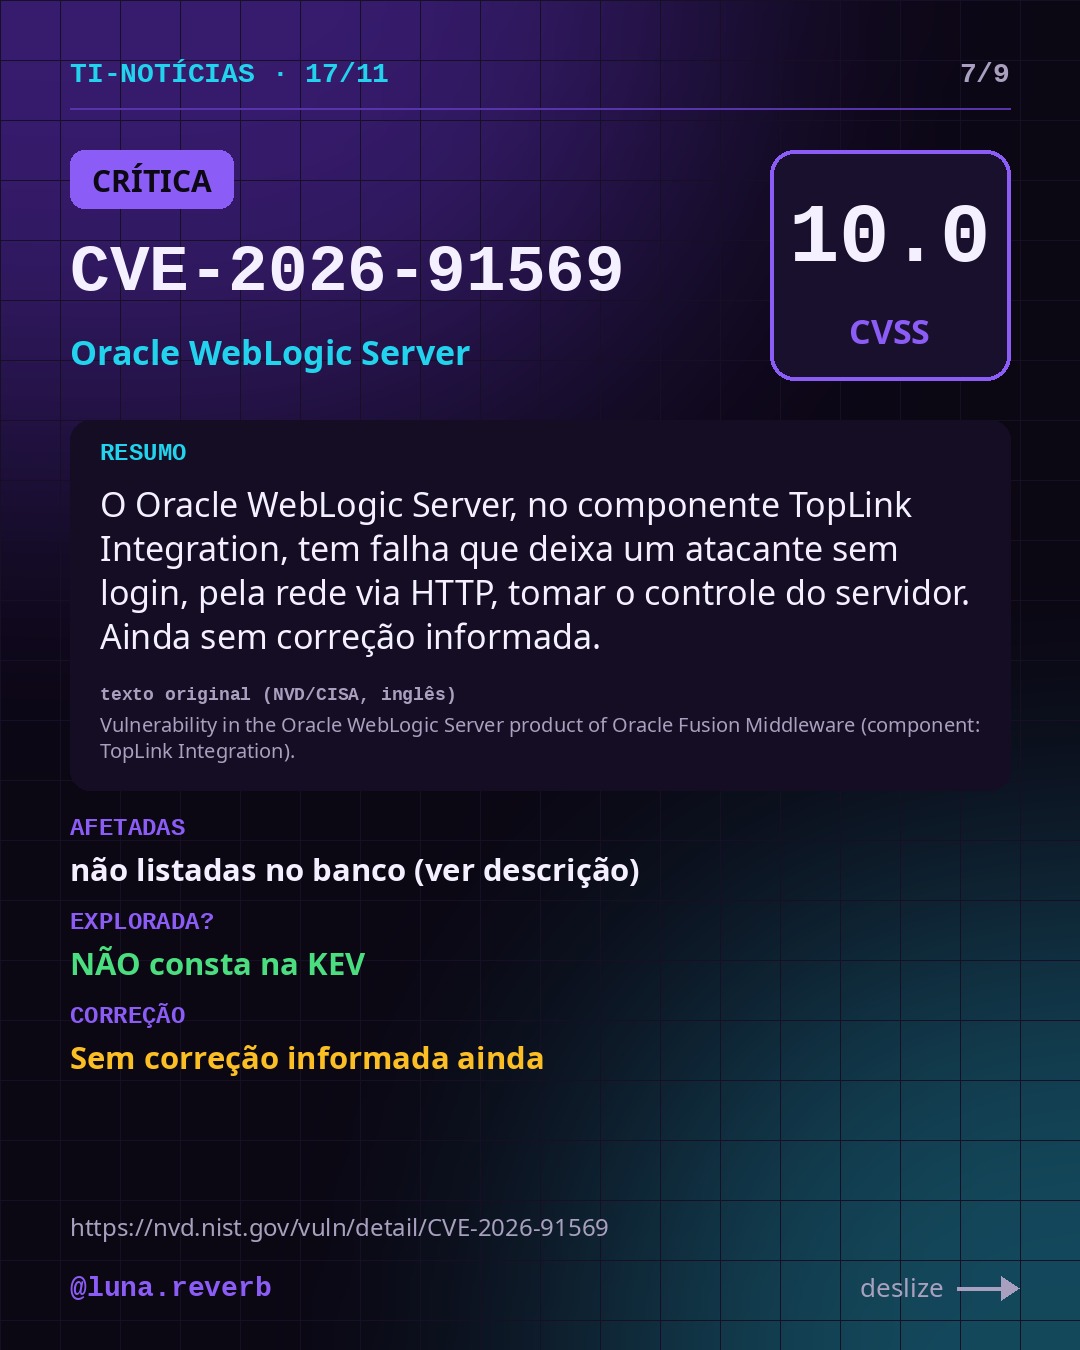 TI-NOTÍCIAS · 17/11
7/9
CRÍTICA
CVE-2026-91569
Oracle WebLogic Server
10.0
CVSS
RESUMO
O Oracle WebLogic Server, no componente TopLink
Integration, tem falha que deixa um atacante sem
login, pela rede via HTTP, tomar o controle do servidor.
Ainda sem correção informada.
texto original (NVD/CISA, inglês)
Vulnerability in the Oracle WebLogic Server product of Oracle Fusion Middleware (component:
TopLink Integration).
AFETADAS
não listadas no banco (ver descrição)
EXPLORADA?
NÃO consta na KEV
CORREÇÃO
Sem correção informada ainda
https://nvd.nist.gov/vuln/detail/CVE-2026-91569
@luna.reverb
deslize